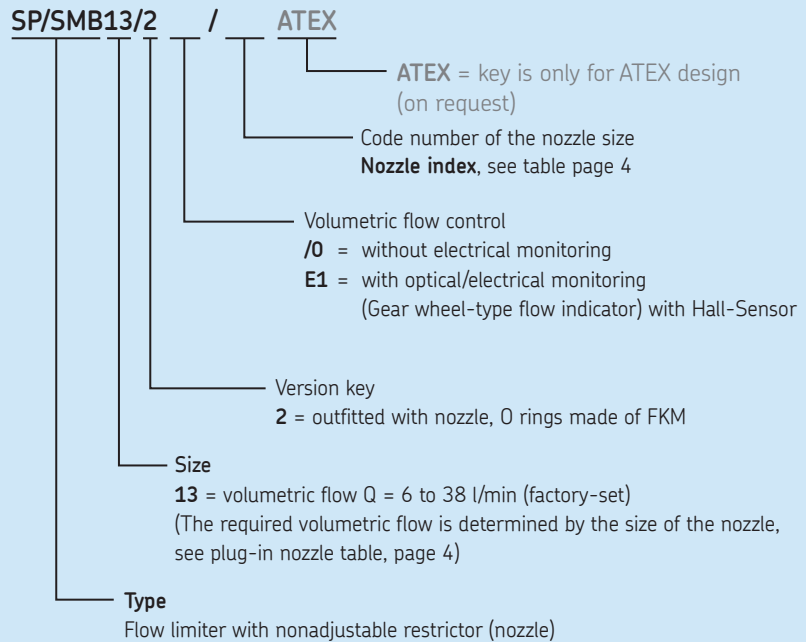 SP/SMB13/2 / ATEX
ATEX = key is only for ATEX design
(on request)
Code number of the nozzle size
Nozzle index, see table page 4
Volumetric flow control
/0 = without electrical monitoring
E1 = with optical/electrical monitoring
(Gear wheel-type flow indicator) with Hall-Sensor
Version key
2 = outfitted with nozzle, O rings made of FKM
Size
13 = volumetric flow Q = 6 to 38 l/min (factory-set)
(The required volumetric flow is determined by the size of the nozzle,
see plug-in nozzle table, page 4)
Type
Flow limiter with nonadjustable restrictor (nozzle)